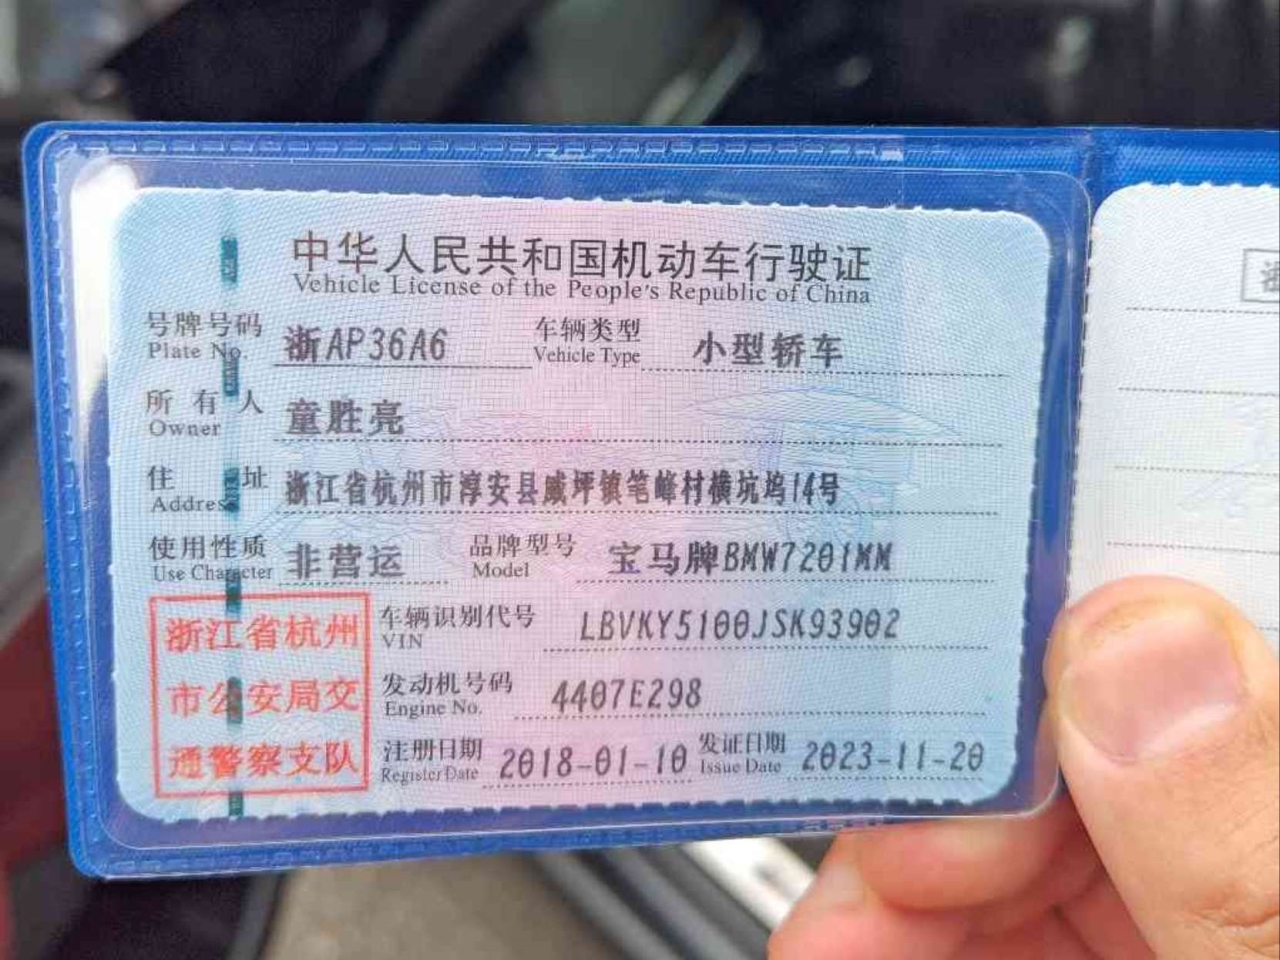 中华人民共和国机动车行驶证
Vehicle License of the People's Republic of China
号牌号码 浙AP36A6 车辆类型 小型轿车
Plate No. Vehicle Type
所有人 童胜亮
Owner
住址 浙江省杭州市淳安县威坪镇笔峰村横坑坞14号
Address
使用性质 非营运 品牌型号 宝马牌BMW7201MM
Use Character Model
浙江省杭州
市公安局交
通警察支队
车辆识别代号 LBVKY5100JSK93902
VIN
发动机号码 4407E298
Engine No.
注册日期 2018-01-10 发证日期 2023-11-20
Register Date Issue Date